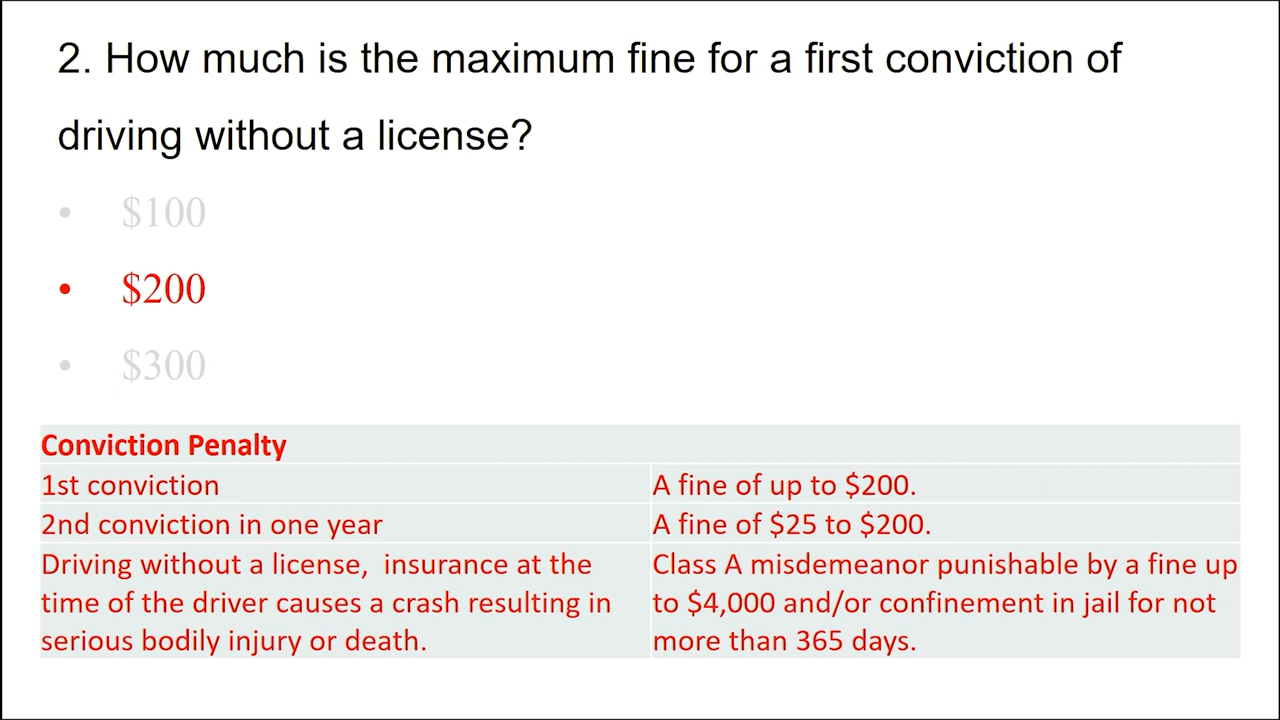 2. How much is the maximum fine for a first conviction of
driving without a license?
• $100
• $200
• $300
Conviction Penalty
1st conviction
A fine of up to $200.
2nd conviction in one year
A fine of $25 to $200.
Driving without a license,  insurance at the
time of the driver causes a crash resulting in
serious bodily injury or death.
Class A misdemeanor punishable by a fine up
to $4,000 and/or confinement in jail for not
more than 365 days.